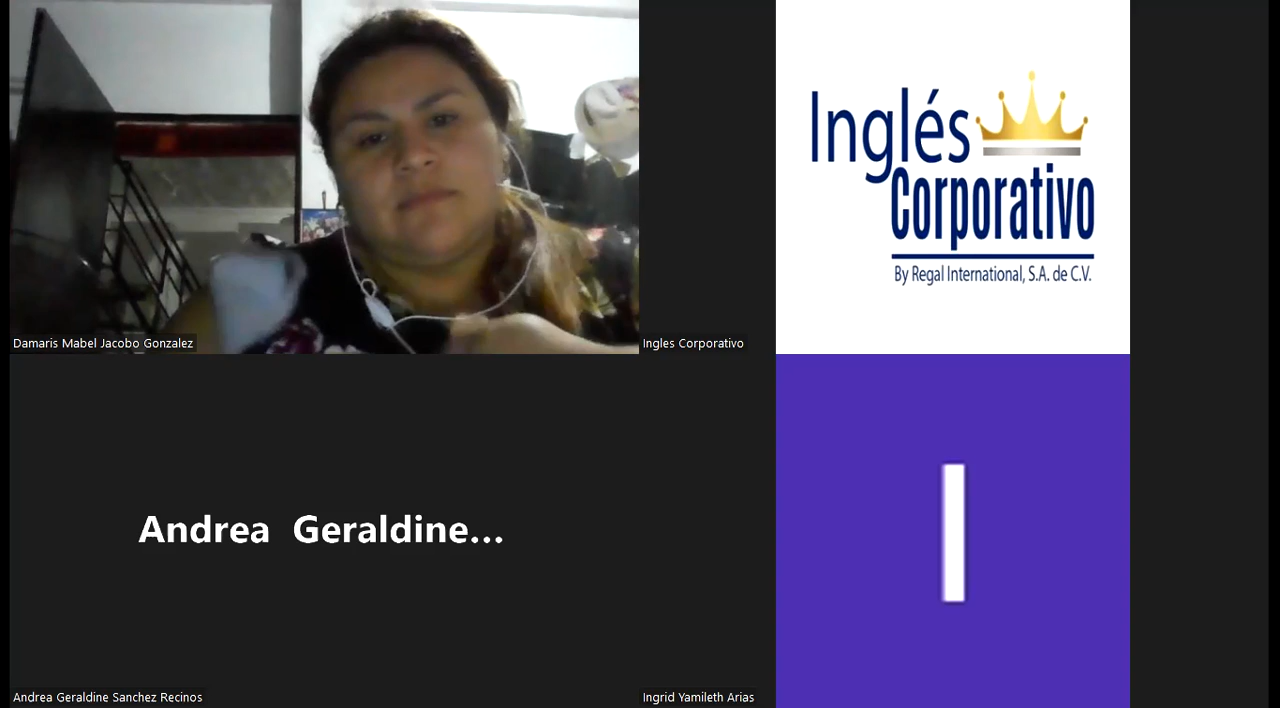 Inglés
Corporativo
By Regal International, S.A. de C.V.
Damaris Mabel Jacobo Gonzalez
Ingles Corporativo
Andrea Geraldine...
I
Andrea Geraldine Sanchez Recinos
Ingrid Yamileth Arias